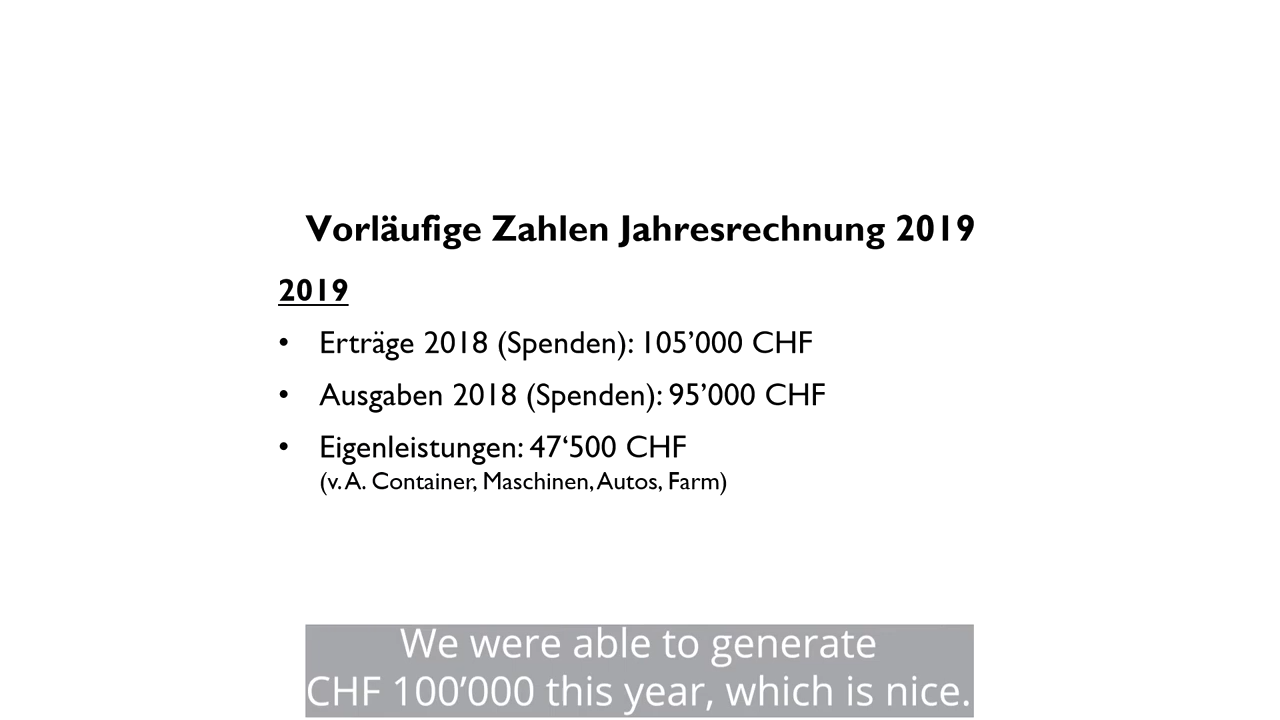 Vorläufige Zahlen Jahresrechnung 2019
2019
• Erträge 2018 (Spenden): 105’000 CHF
• Ausgaben 2018 (Spenden): 95’000 CHF
• Eigenleistungen: 47‘500 CHF
(v. A. Container, Maschinen, Autos, Farm)
We were able to generate
CHF 100’000 this year, which is nice.